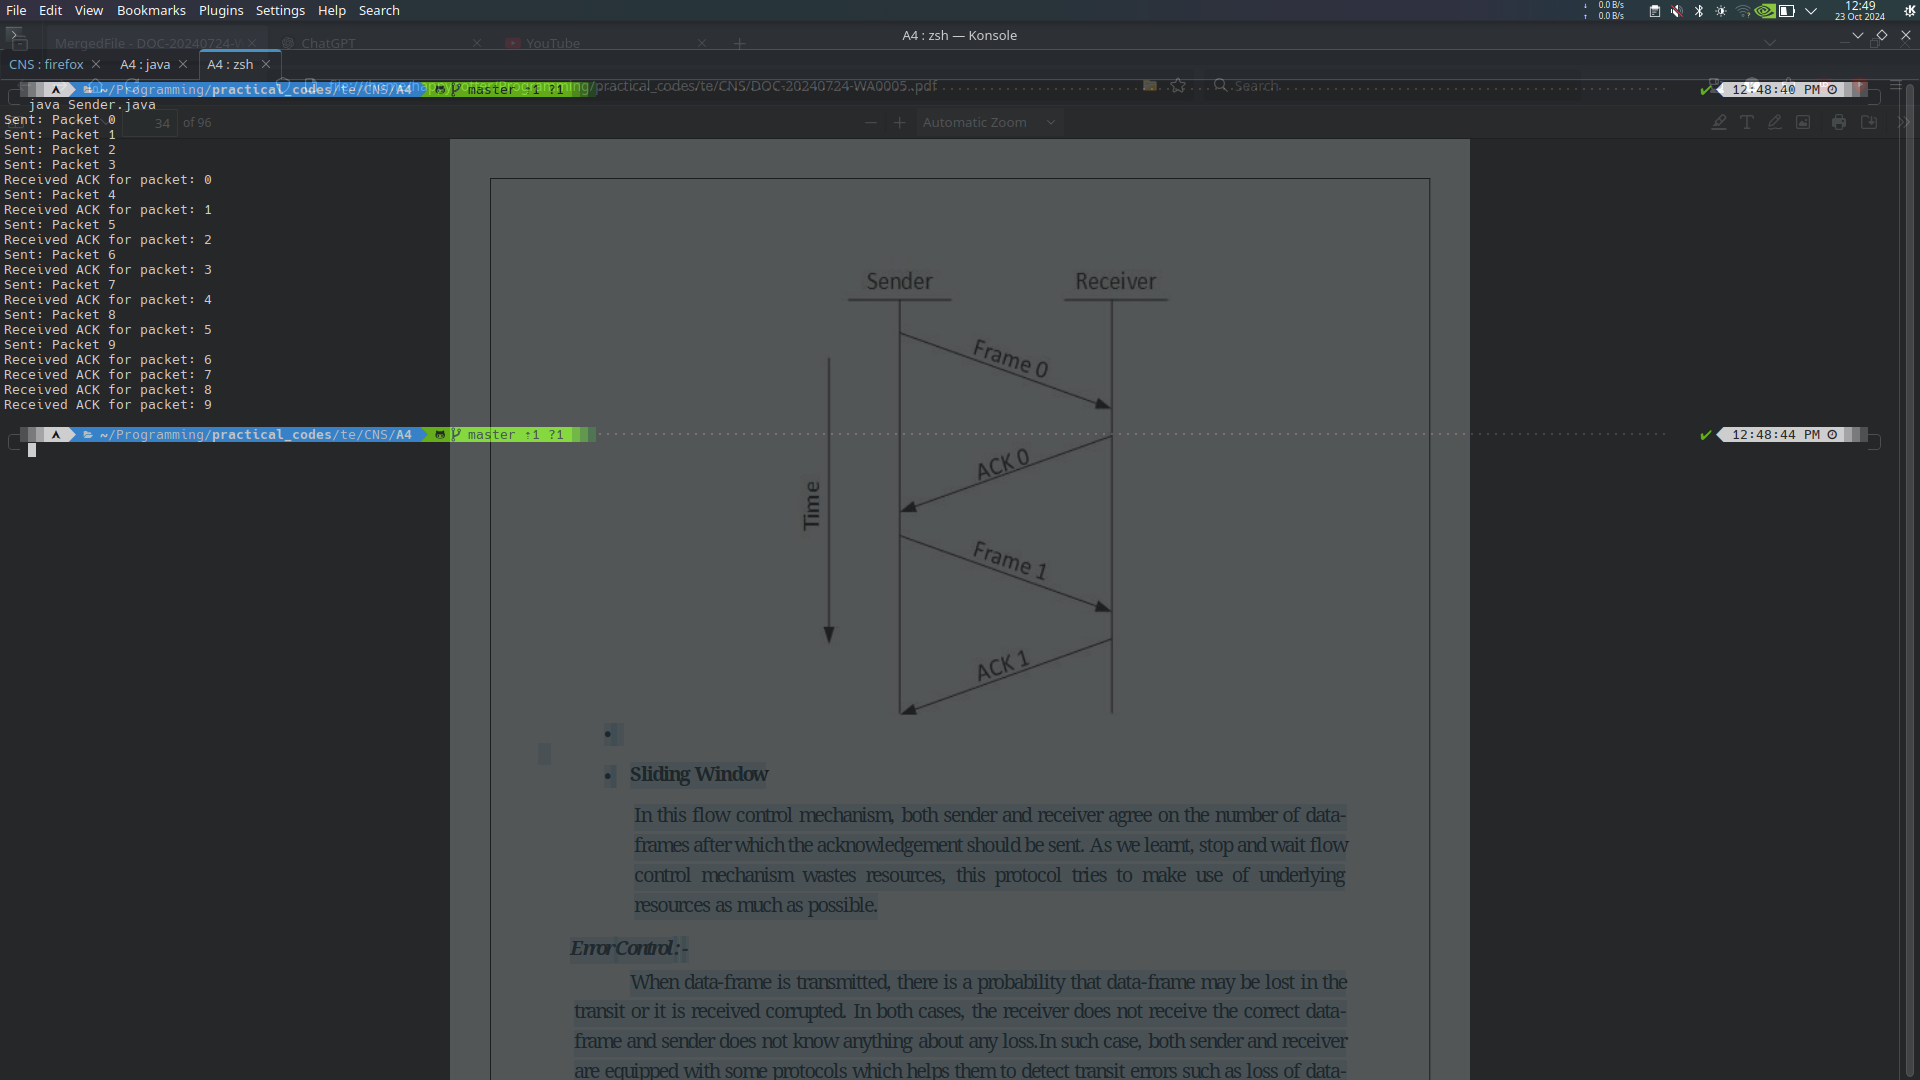 File Edit View Bookmarks Plugins Settings Help Search
0.0 B/s
0.0 B/s
12:49
23 Oct 2024
MergedFile - DOC-20240724-
ChatGPT
YouTube
A4 : zsh — Konsole
CNS : firefox
A4 : java
A4 : zsh
~/Programming/practical_codes/te/CNS/A4 master ⇡1 ?1
practical_codes/te/CNS/DOC-20240724-WA0005..pdf
Search
12:48:40 PM
java Sender.java
Sent: Packet 0
34 of 96
Automatic Zoom
Sent: Packet 1
Sent: Packet 2
Sent: Packet 3
Received ACK for packet: 0
Sent: Packet 4
Received ACK for packet: 1
Sent: Packet 5
Received ACK for packet: 2
Sent: Packet 6
Received ACK for packet: 3
Sent: Packet 7
Received ACK for packet: 4
Sent: Packet 8
Received ACK for packet: 5
Sent: Packet 9
Received ACK for packet: 6
Received ACK for packet: 7
Received ACK for packet: 8
Received ACK for packet: 9
~/Programming/practical_codes/te/CNS/A4 master ⇡1 ?1
12:48:44 PM
Sender
Receiver
Frame 0
ACK 0
Time
Frame 1
ACK 1
• Sliding Window
In this flow control mechanism, both sender and receiver agree on the number of data-
frames after which the acknowledgement should be sent. As we learnt, stop and wait flow
control mechanism wastes resources, this protocol tries to make use of underlying
resources as much as possible.
Error Control: -
When data-frame is transmitted, there is a probability that data-frame may be lost in the
transit or it is received corrupted. In both cases, the receiver does not receive the correct data-
frame and sender does not know anything about any loss.In such case, both sender and receiver
are equipped with some protocols which helps them to detect transit errors such as loss of data-